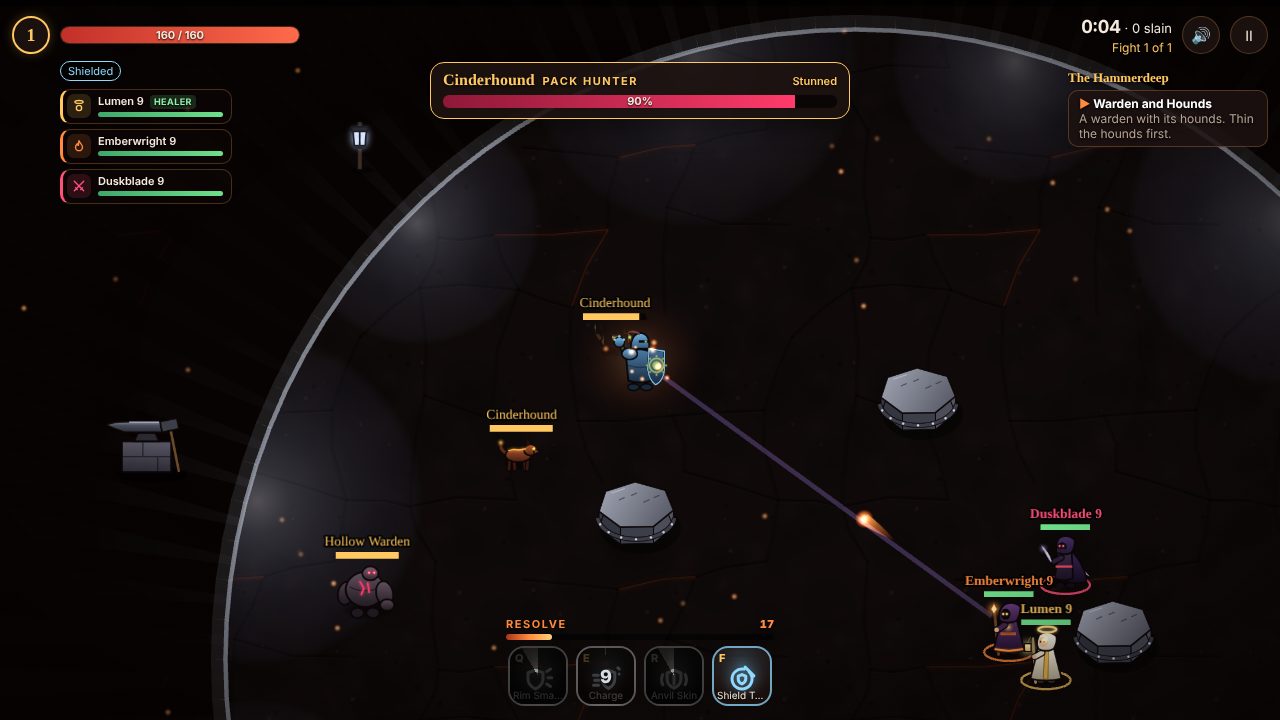 1
160 / 160
Shielded
Lumen 9 HEALER
Emberwright 9
Duskblade 9
Cinderhound PACK HUNTER Stunned
90%
0:04 · 0 slain
Fight 1 of 1
The Hammerdeep
Warden and Hounds
A warden with its hounds. Thin
the hounds first.
Cinderhound
Cinderhound
Hollow Warden
Duskblade 9
Emberwright 9
Lumen 9
RESOLVE 17
Q E R F
9
Rim Sma... Charge Anvil Skin Shield T...